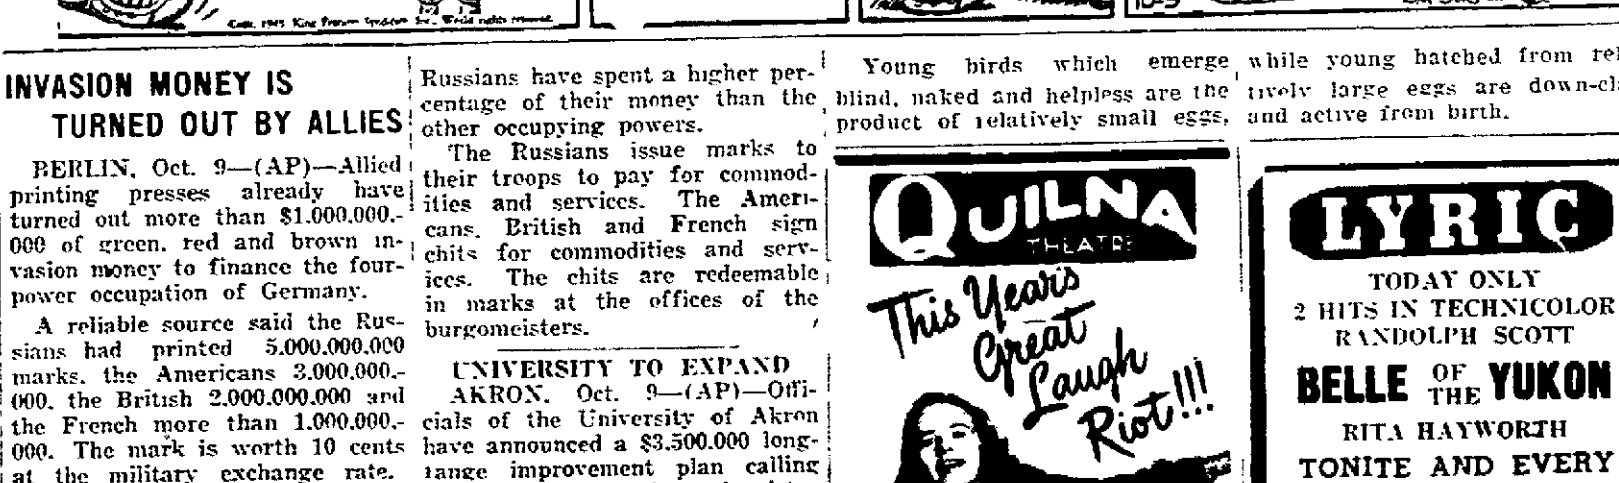 Copr. 1945 King Features Syndicate Inc. World rights reserved
10-9
INVASION MONEY IS
TURNED OUT BY ALLIES
BERLIN, Oct. 9—(AP)—Allied
printing presses already have
turned out more than $1.000.000.-
000 of green, red and brown in-
vasion money to finance the four-
power occupation of Germany.
A reliable source said the Rus-
sians had printed 5.000.000.000
marks, the Americans 3.000.000.-
000, the British 2.000.000.000 and
the French more than 1.000.000.-
000. The mark is worth 10 cents
at the military exchange rate.
Russians have spent a higher per-
centage of their money than the
other occupying powers.
The Russians issue marks to
their troops to pay for commod-
ities and services. The Ameri-
cans, British and French sign
chits for commodities and serv-
ices. The chits are redeemable
in marks at the offices of the
burgomeisters.
UNIVERSITY TO EXPAND
AKRON, Oct. 9—(AP)—Offi-
cials of the University of Akron
have announced a $3.500.000 long-
range improvement plan calling
Young birds which emerge
blind, naked and helpless are the
product of relatively small eggs,
while young hatched from rel
tively large eggs are down-cl
and active from birth.
QUILNA
THEATRE
This Year's
Great
Laugh
Riot!!!
LYRIC
TODAY ONLY
2 HITS IN TECHNICOLOR
RANDOLPH SCOTT
BELLE OF THE YUKON
RITA HAYWORTH
TONITE AND EVERY